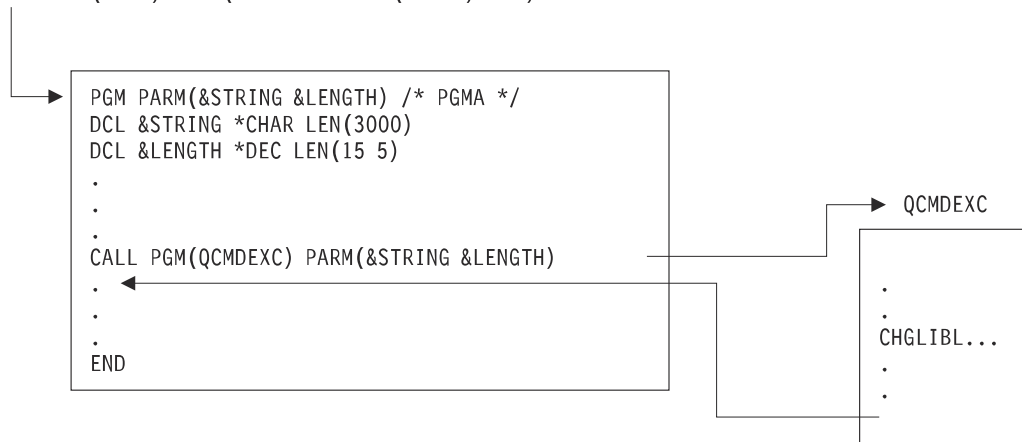 PGM PARM(&STRING &LENGTH) /* PGMA */
DCL &STRING *CHAR LEN(3000)
DCL &LENGTH *DEC LEN(15 5)
.
.
.
CALL PGM(QCMDEXC) PARM(&STRING &LENGTH)
.
.
.
END
QCMDEXC
.
.
CHGLIBL...
.
.